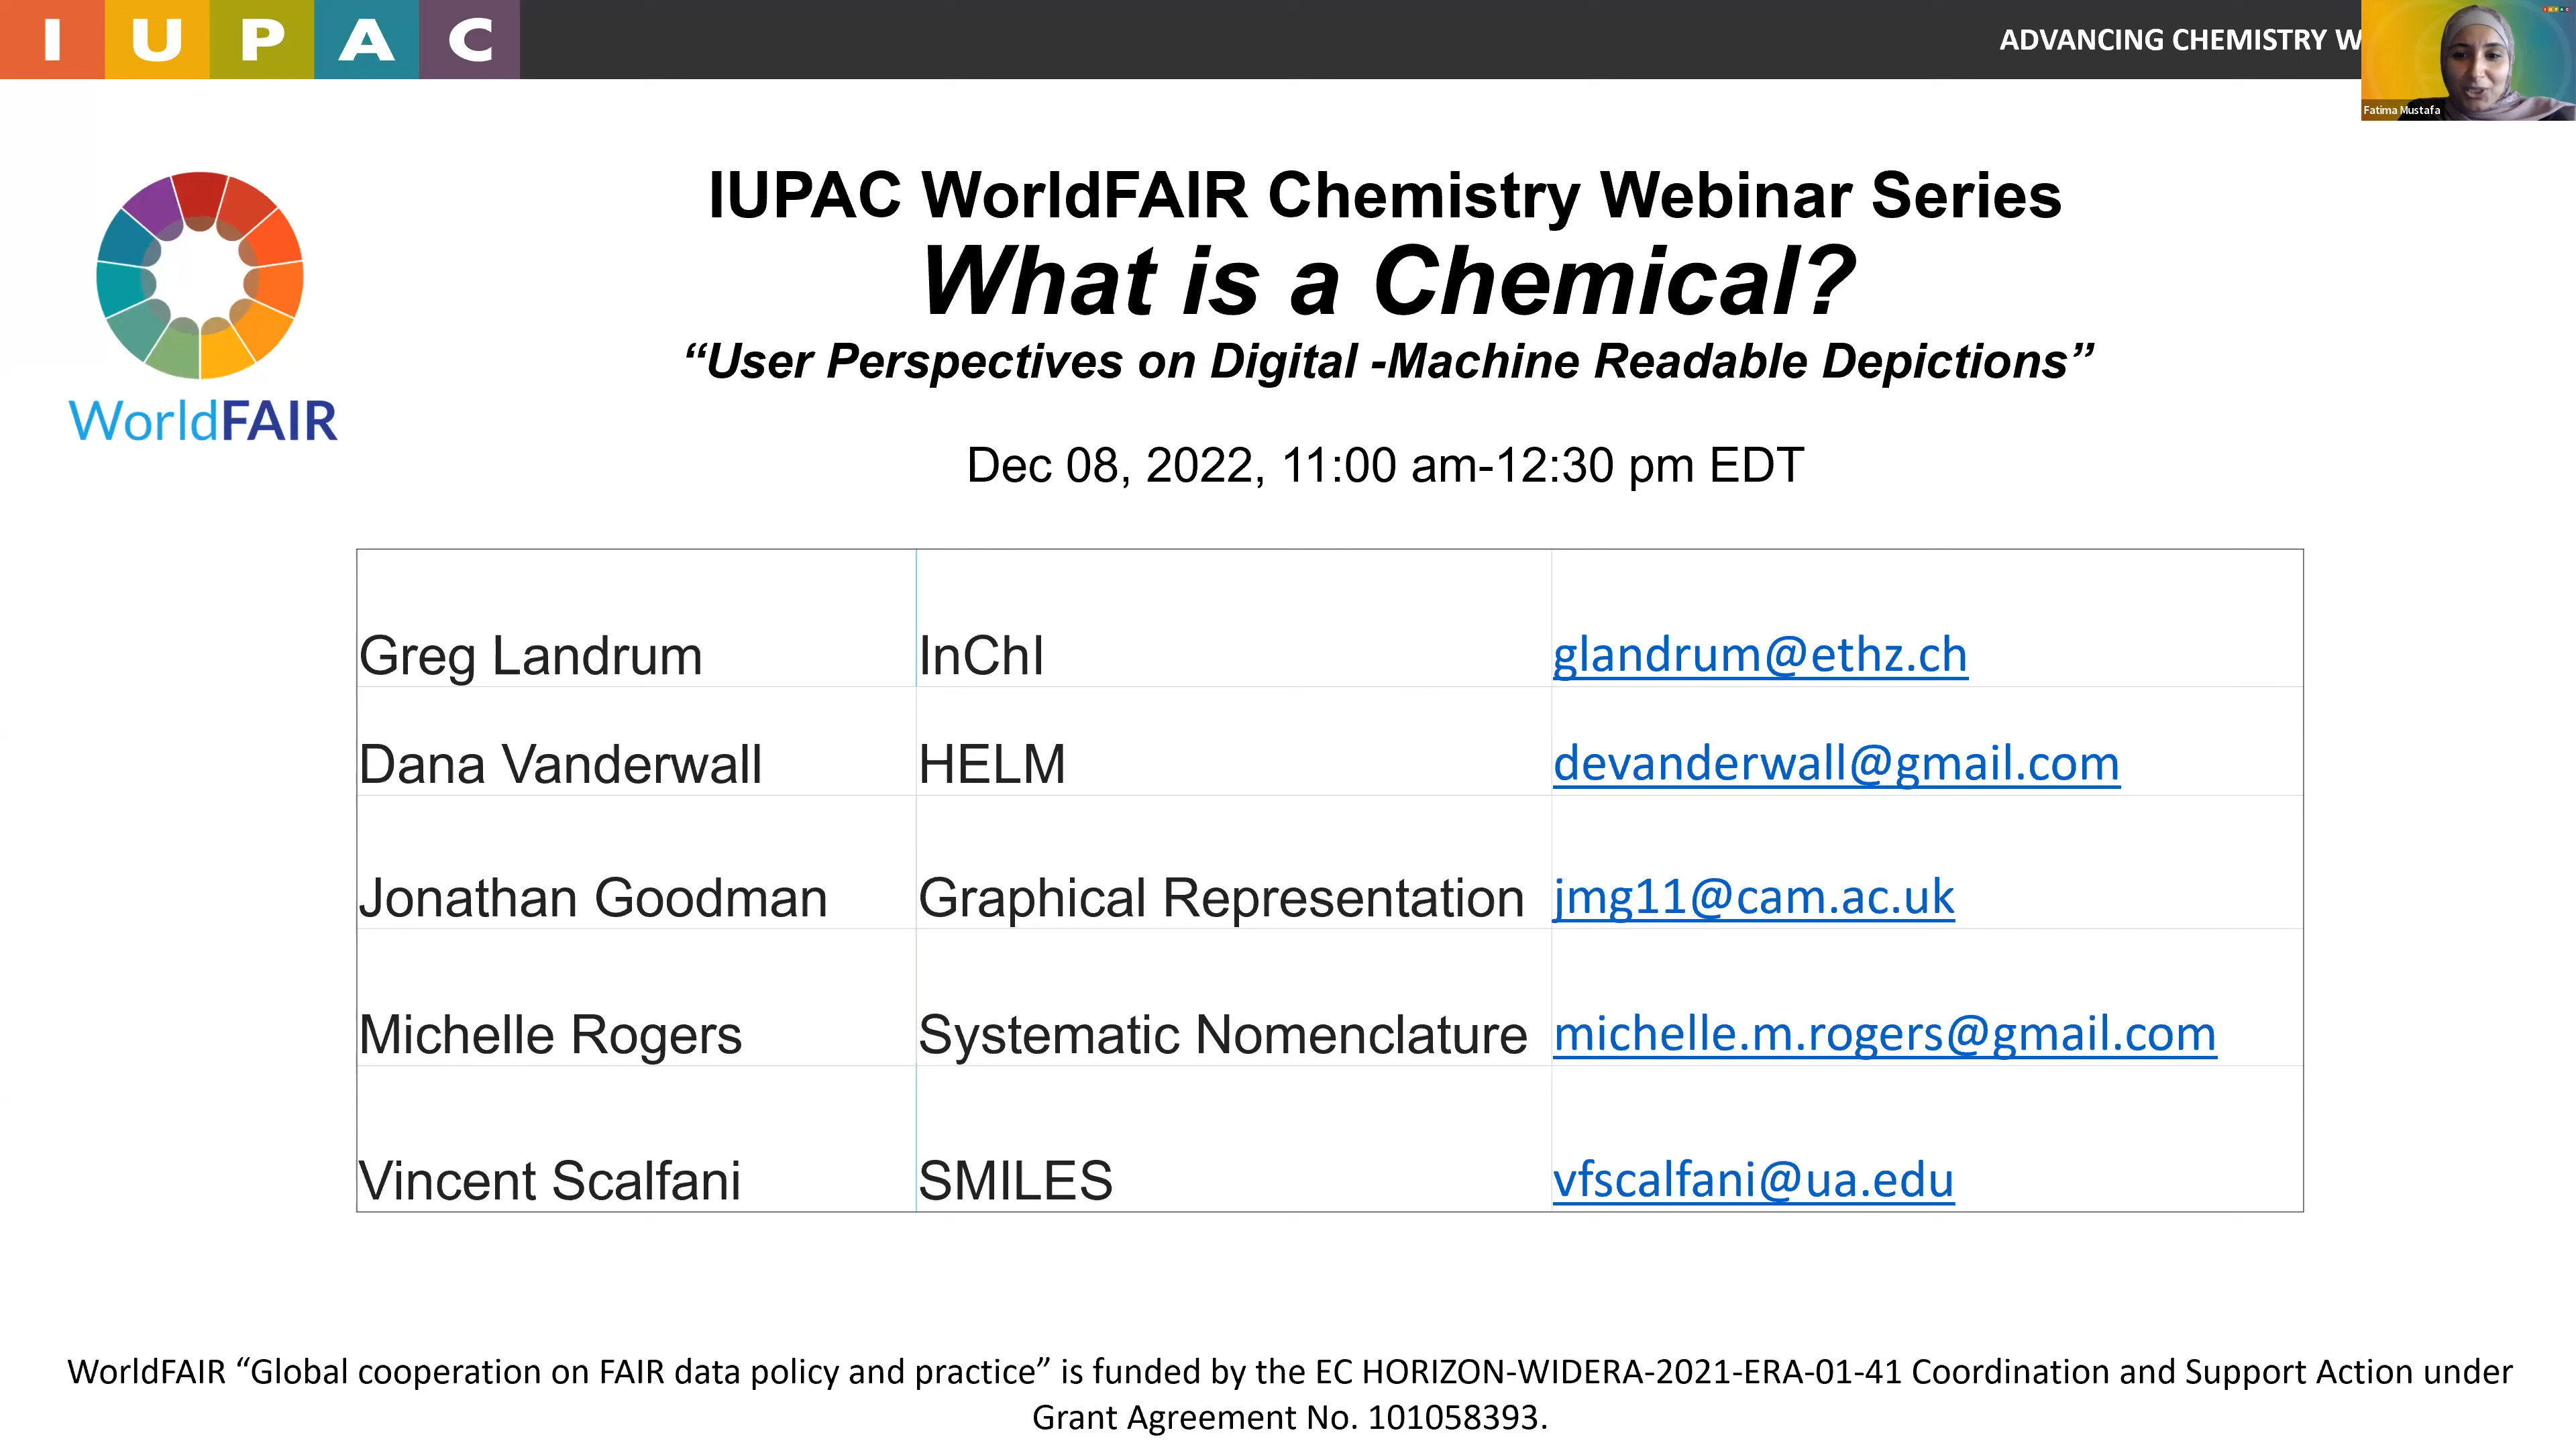 IUPAC
ADVANCING CHEMISTRY W
Fatima Mustafa
IUPAC WorldFAIR Chemistry Webinar Series
What is a Chemical?
“User Perspectives on Digital -Machine Readable Depictions”
WorldFAIR
Dec 08, 2022, 11:00 am-12:30 pm EDT
Greg Landrum InChI glandrum@ethz.ch
Dana Vanderwall HELM devanderwall@gmail.com
Jonathan Goodman Graphical Representation jmg11@cam.ac.uk
Michelle Rogers Systematic Nomenclature michelle.m.rogers@gmail.com
Vincent Scalfani SMILES vfscalfani@ua.edu
WorldFAIR “Global cooperation on FAIR data policy and practice” is funded by the EC HORIZON-WIDERA-2021-ERA-01-41 Coordination and Support Action under
Grant Agreement No. 101058393.